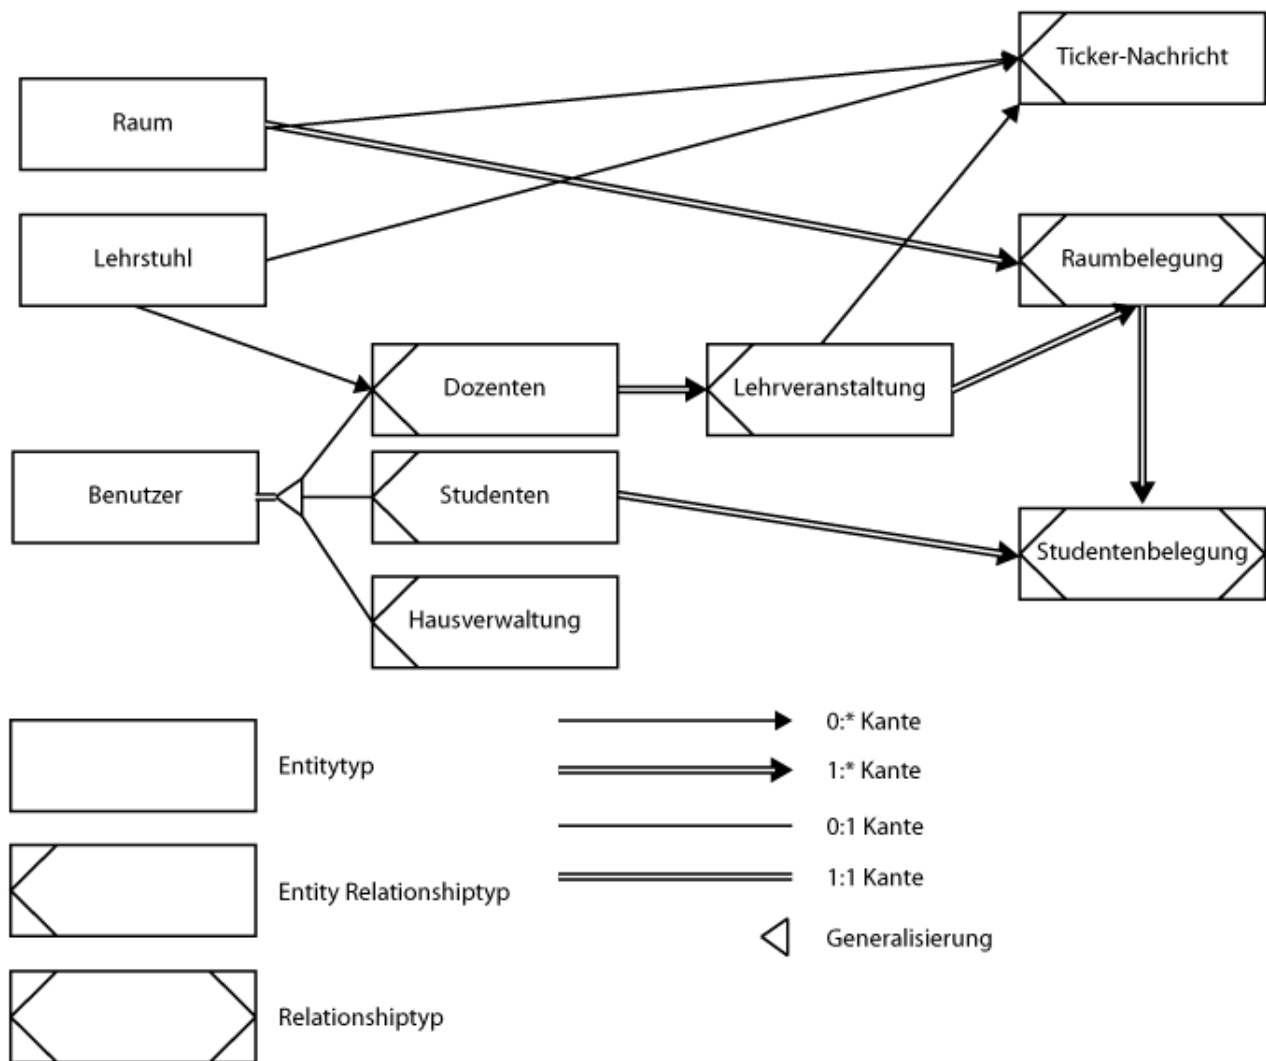 Ticker-Nachricht
Raum
Lehrstuhl
Raumbelegung
Dozenten
Lehrveranstaltung
Benutzer
Studenten
Studentenbelegung
Hausverwaltung
0:* Kante
Entitytyp
1:* Kante
0:1 Kante
Entity Relationshiptyp
1:1 Kante
Generalisierung
Relationshiptyp